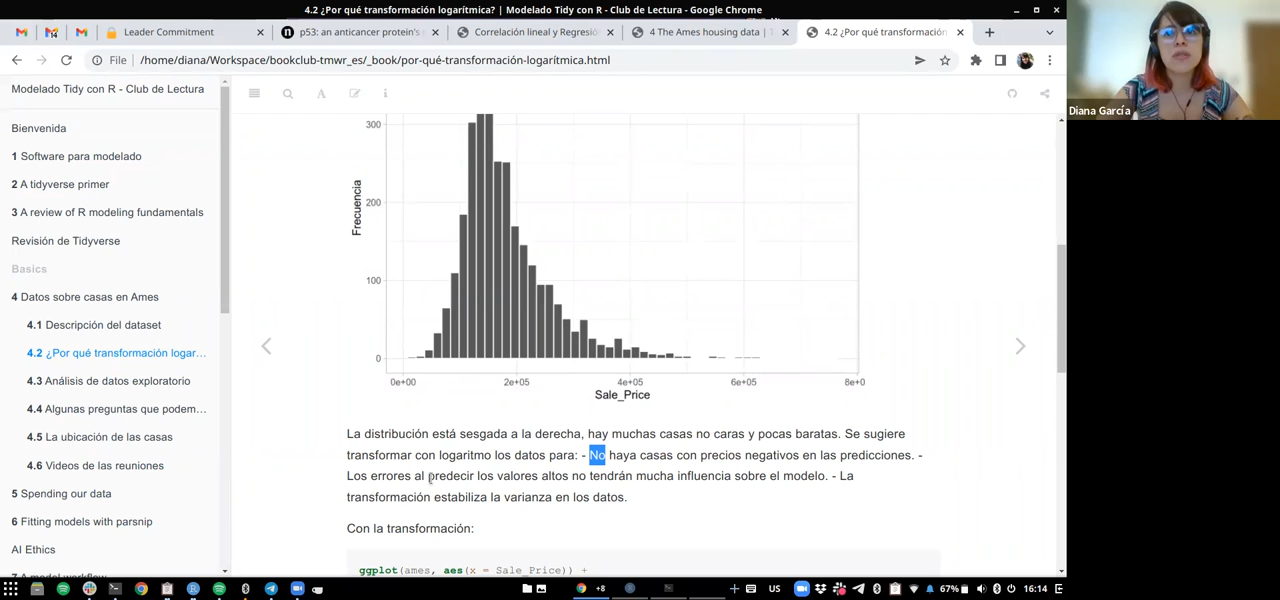 4.2 ¿Por qué transformación logarítmica? | Modelado Tidy con R - Club de Lectura - Google Chrome
Leader Commitment
p53: an anticancer protein's
Correlación lineal y Regresió
4 The Ames housing data |
4.2 ¿Por qué transformación
File
/home/diana/Workspace/bookclub-tmwr_es/_book/por-qué-transformación-logarítmica.html
Modelado Tidy con R - Club de Lectura
Bienvenida
1 Software para modelado
2 A tidyverse primer
3 A review of R modeling fundamentals
Revisión de Tidyverse
Basics
4 Datos sobre casas en Ames
4.1 Descripción del dataset
4.2 ¿Por qué transformación logar…
4.3 Análisis de datos exploratorio
4.4 Algunas preguntas que podem…
4.5 La ubicación de las casas
4.6 Videos de las reuniones
5 Spending our data
6 Fitting models with parsnip
AI Ethics
7 A model workflow
300
200
100
0
Frecuencia
0e+00
2e+05
4e+05
6e+05
8e+0
Sale_Price
La distribución está sesgada a la derecha, hay muchas casas no caras y pocas baratas. Se sugiere
transformar con logaritmo los datos para: - No haya casas con precios negativos en las predicciones. -
Los errores al predecir los valores altos no tendrán mucha influencia sobre el modelo. - La
transformación estabiliza la varianza en los datos.
Con la transformación:
ggplot(ames, aes(x = Sale_Price)) +
Diana García
+8
US
67%
16:14